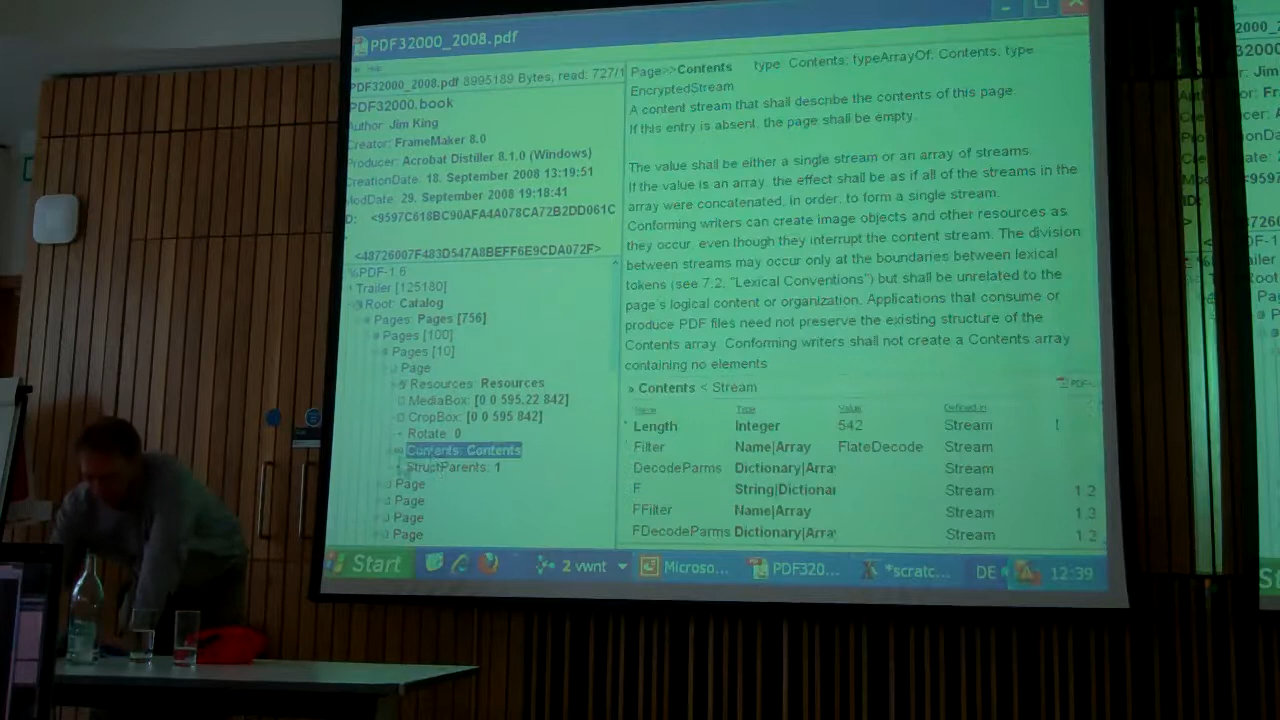 PDF32000_2008.pdf
Help
PDF32000_2008.pdf 8995189 Bytes, read: 727/1
PDF32000.book
Author: Jim King
Creator: FrameMaker 8.0
Producer: Acrobat Distiller 8.1.0 (Windows)
CreationDate: 18. September 2008 13:19:51
ModDate: 29. September 2008 19:18:41
ID: <9597C618BC90AFA4A078CA72B2DD061C
<48726007F483D547A8BEFF6E9CDA072F>
%PDF-1.6
Trailer [125180]
Root: Catalog
Pages: Pages [756]
Pages [100]
Pages [10]
Page
Resources: Resources
MediaBox: [0 0 595.22 842]
CropBox: [0 0 595 842]
Rotate: 0
Contents: Contents
StructParents: 1
Page
Page
Page
Page
Page>>Contents type: Contents; typeArrayOf: Contents; type
EncryptedStream
A content stream that shall describe the contents of this page.
If this entry is absent, the page shall be empty.
The value shall be either a single stream or an array of streams.
If the value is an array, the effect shall be as if all of the streams in the
array were concatenated, in order, to form a single stream.
Conforming writers can create image objects and other resources as
they occur, even though they interrupt the content stream. The division
between streams may occur only at the boundaries between lexical
tokens (see 7.2, "Lexical Conventions") but shall be unrelated to the
page's logical content or organization. Applications that consume or
produce PDF files need not preserve the existing structure of the
Contents array. Conforming writers shall not create a Contents array
containing no elements
» Contents < Stream
Name Type Value Defined in
Length Integer 542 Stream
Filter Name|Array FlateDecode Stream
DecodeParms Dictionary|Arra Stream
F String|Dictionai Stream 1.2
FFilter Name|Array Stream 1.2
FDecodeParms Dictionary|Arra Stream 1.2
Start
2 vwnt
Microso...
PDF320...
*scratc...
DE
12:39